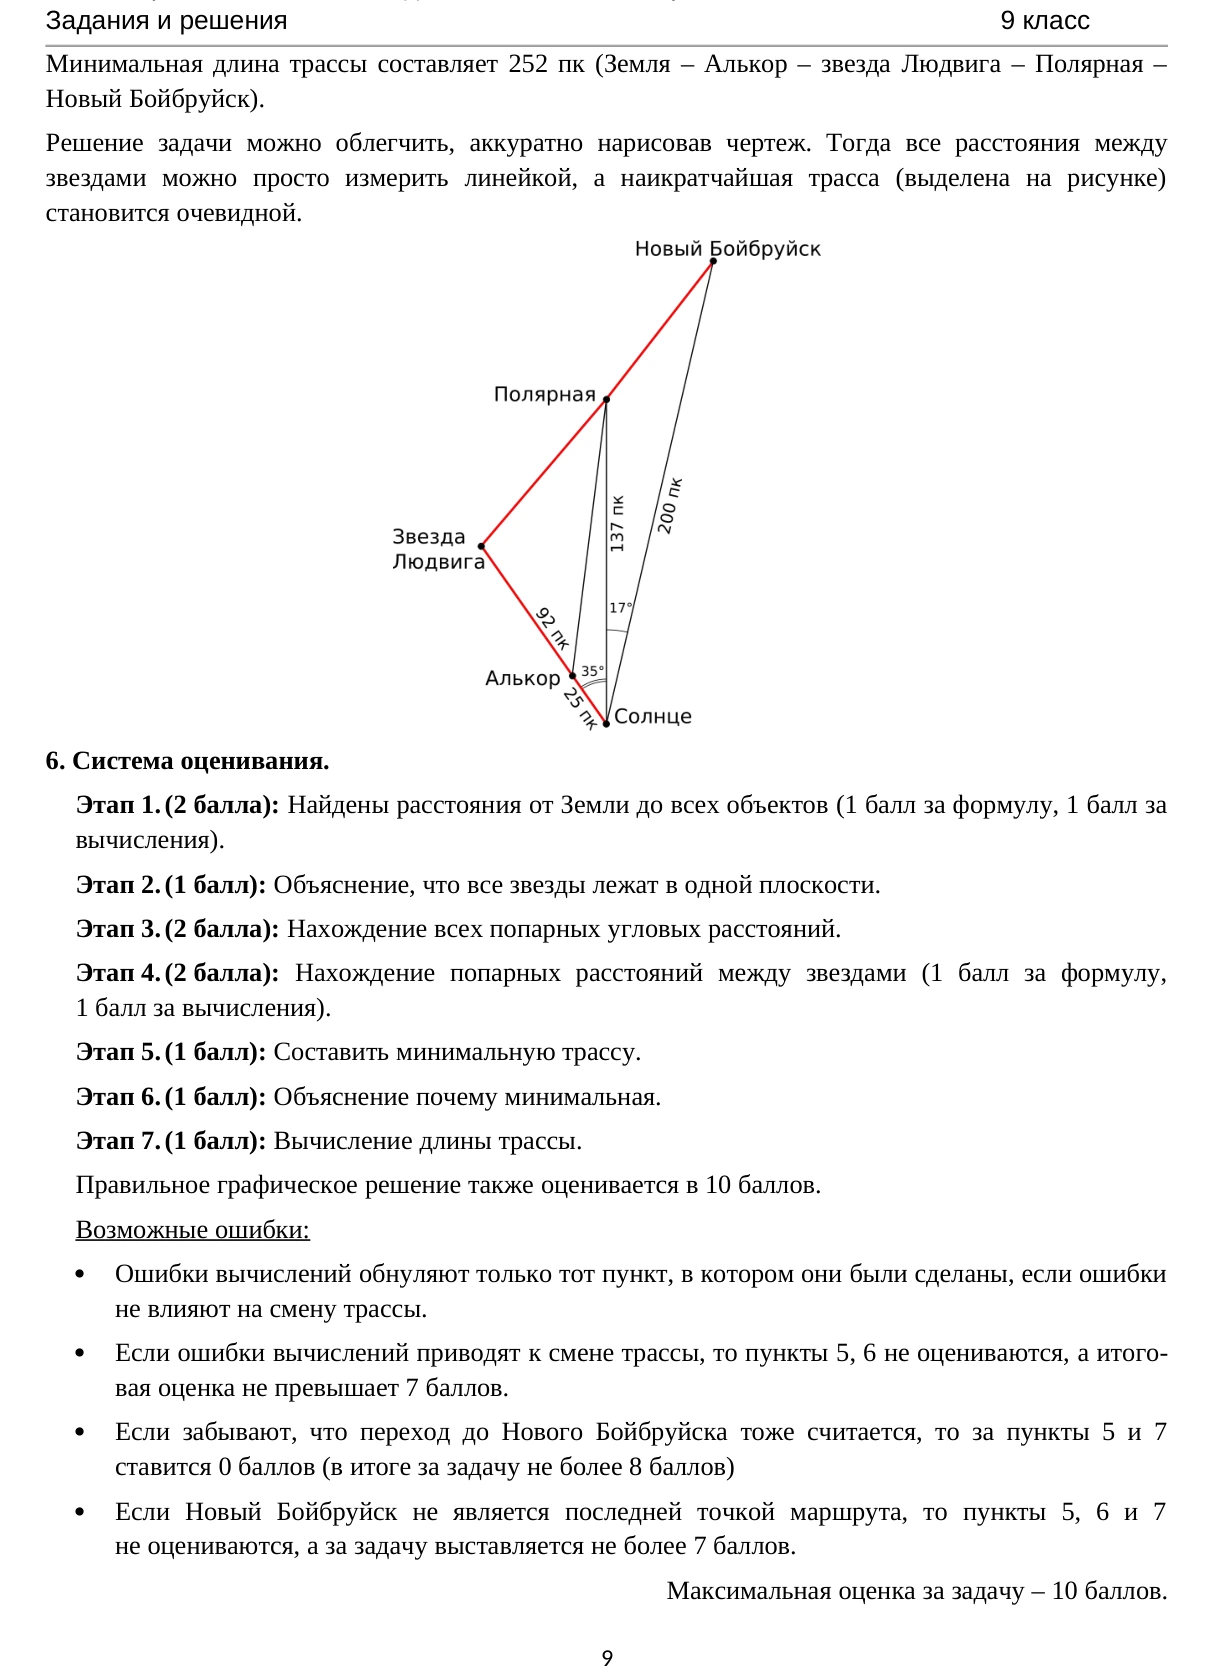 Задания и решения 9 класс
Минимальная длина трассы составляет 252 пк (Земля – Алькор – звезда Людвига – Полярная –
Новый Бойбруйск).
Решение задачи можно облегчить, аккуратно нарисовав чертеж. Тогда все расстояния между
звездами можно просто измерить линейкой, а наикратчайшая трасса (выделена на рисунке)
становится очевидной.
Новый Бойбруйск
Полярная
200 пк
137 пк
Звезда
Людвига
17°
92 пк
35°
Алькор
25 пк
Солнце
6. Система оценивания.
Этап 1. (2 балла): Найдены расстояния от Земли до всех объектов (1 балл за формулу, 1 балл за
вычисления).
Этап 2. (1 балл): Объяснение, что все звезды лежат в одной плоскости.
Этап 3. (2 балла): Нахождение всех попарных угловых расстояний.
Этап 4. (2 балла): Нахождение попарных расстояний между звездами (1 балл за формулу,
1 балл за вычисления).
Этап 5. (1 балл): Составить минимальную трассу.
Этап 6. (1 балл): Объяснение почему минимальная.
Этап 7. (1 балл): Вычисление длины трассы.
Правильное графическое решение также оценивается в 10 баллов.
Возможные ошибки:
• Ошибки вычислений обнуляют только тот пункт, в котором они были сделаны, если ошибки
не влияют на смену трассы.
• Если ошибки вычислений приводят к смене трассы, то пункты 5, 6 не оцениваются, а итого-
вая оценка не превышает 7 баллов.
• Если забывают, что переход до Нового Бойбруйска тоже считается, то за пункты 5 и 7
ставится 0 баллов (в итоге за задачу не более 8 баллов)
• Если Новый Бойбруйск не является последней точкой маршрута, то пункты 5, 6 и 7
не оцениваются, а за задачу выставляется не более 7 баллов.
Максимальная оценка за задачу – 10 баллов.
9